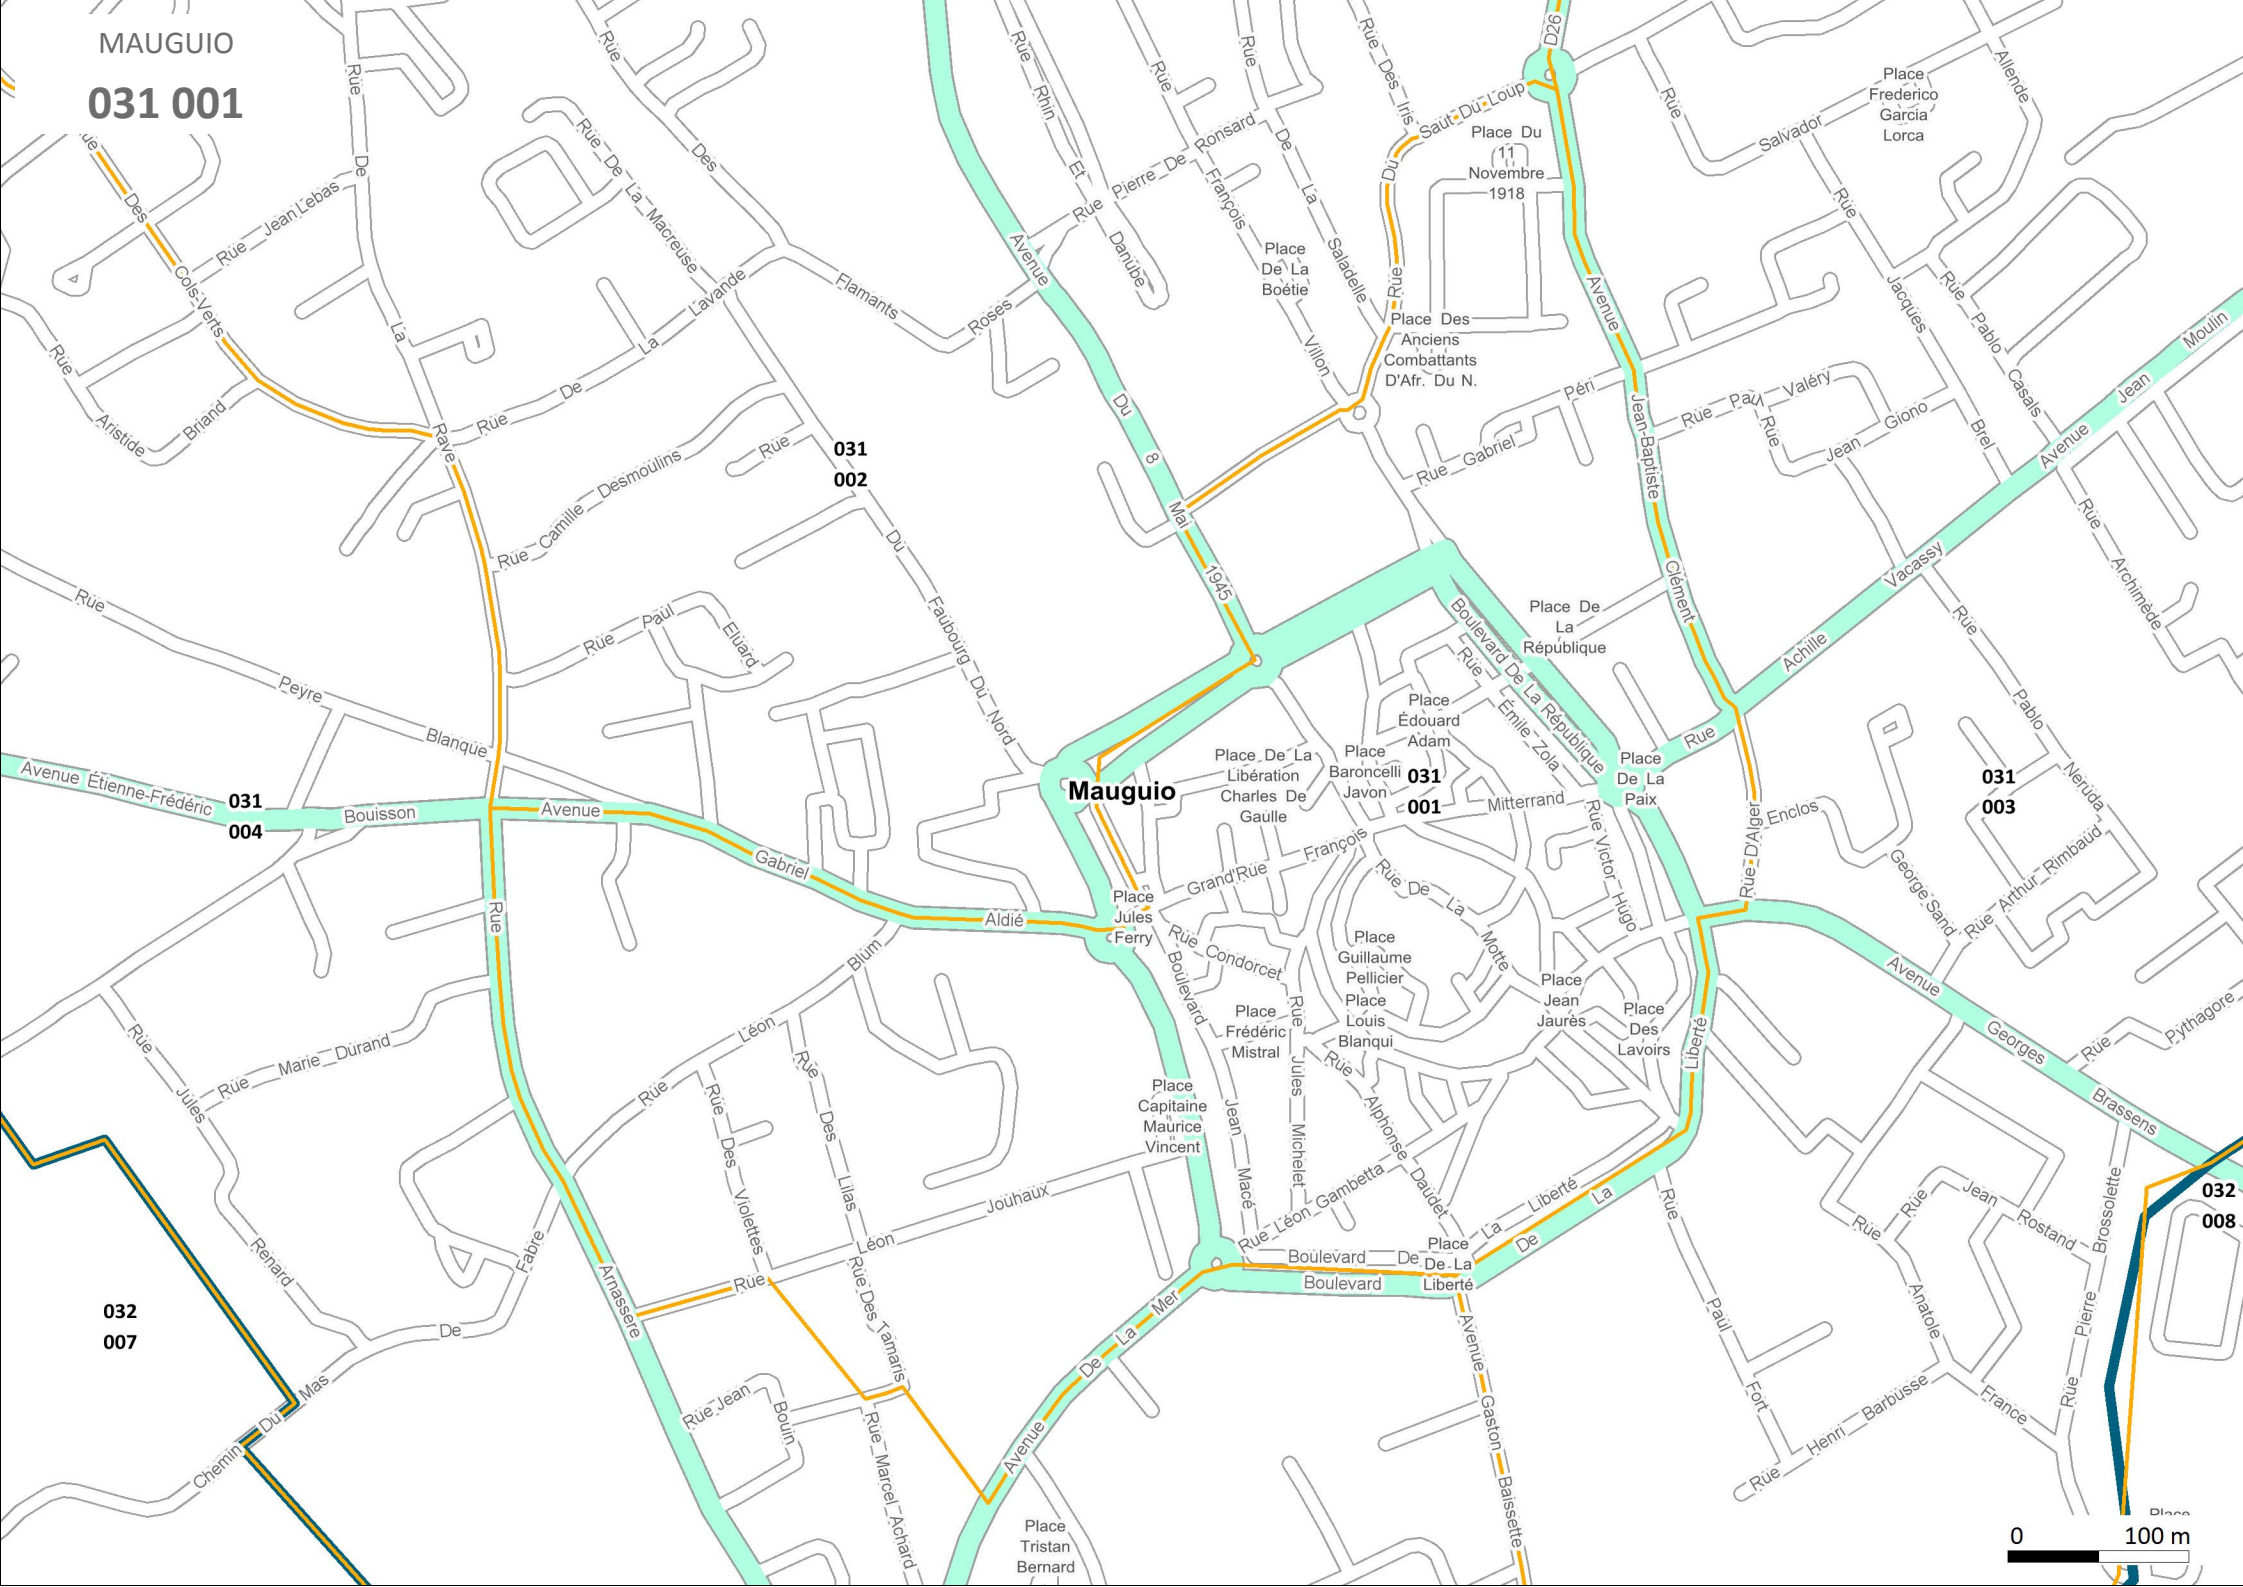 MAUGUIO
031 001
D26
Place
Frederico
Garcia
Lorca
Allende
Salvador
Rue
Rue Des Iris
Saut Du Loup
Place Du
11
Novembre
1918
Rue
Rue
Rue
Rue Rhin Et Danube
Rue Pierre De Ronsard
François
Villon
De La Saladelle
Place
De La
Boétie
Du
Rue
Place Des
Anciens
Combattants
D'Afr. Du N.
Rue
De
La
Rave
Rue Jean Lebas
Rue Des Cols-Verts
Rue De La Macreuse
Des
Flamants
Roses
Rue De La Lavande
Rue
Aristide
Briand
Avenue
Du
8
Mai
1945
Avenue
Jean-Baptiste
Clément
Rue Gabriel Péri
Rue Paul Valéry
Rue
Jean Giono
Rue
Jacques
Brel
Rue Pablo Casals
Avenue Jean Moulin
Rue Camille Desmoulins
Rue
031
002
Du
Faubourg Du Nord
Rue
Peyre
Blanque
Rue Paul Eluard
Rue
Archimède
Vacassy
Achille
Rue
Rue
Pablo
Neruda
Place De
La
République
Boulevard De La République
Rue Émile Zola
Place
Édouard
Adam
Place De La
Libération
Charles De
Gaulle
Place
Baroncelli
Javon
031
001
Place
De La
Paix
Mitterrand
François
Grand'Rue
Mauguio
Avenue Étienne-Frédéric
Bouisson
031
004
Avenue
Gabriel
Aldié
Rue
Arnassere
Place
Jules
Ferry
Rue Condorcet
Boulevard
Jean
Macé
Rue De La Motte
Rue Victor Hugo
Rue D'Alger
Enclos
George Sand
Rue Arthur Rimbaud
031
003
Place
Guillaume
Pellicier
Place
Louis
Blanqui
Place
Frédéric
Mistral
Place
Jean
Jaurès
Place
Des
Lavoirs
Liberté
Avenue
Georges
Brassens
Rue Pythagore
Rue
Jules
Renard
Rue Marie Durand
Rue Léon Blum
Rue Des Violettes
Rue Des Lilas
Place
Capitaine
Maurice
Vincent
Rue Jules Michelet
Rue Alphonse Daudet
Rue Léon Gambetta
Rue Léon Jouhaux
Boulevard De La Liberté
Boulevard De La
Place
De La
Liberté
Rue
Paul
Fort
Rue
Jean
Rostand
Rue
Anatole
France
Rue Henri Barbusse
Rue Pierre Brossolette
032
008
032
007
Chemin Du Mas De Fabre
Rue Des Tamaris
Rue Jean Bouin
Rue Marcel Achard
Avenue De La Mer
Avenue Gaston Baissette
Place
Tristan
Bernard
0 100 m